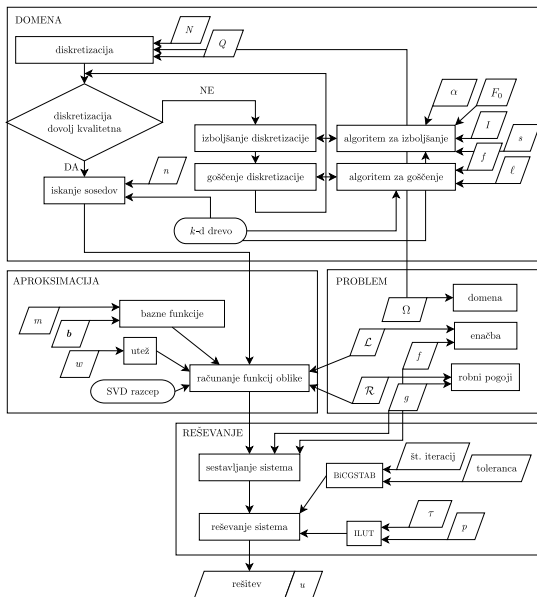 DOMENA
N
diskretizacija
Q
NE
α
F₀
diskretizacija
dovolj kvalitetna
izboljšanje diskretizacije
algoritem za izboljšanje
I
s
DA
f
iskanje sosedov
n
goščenje diskretizacije
algoritem za goščenje
ℓ
k-d drevo
APROKSIMACIJA
PROBLEM
m
bazne funkcije
Ω
domena
b
w
utež
ℒ
f
enačba
SVD razcep
računanje funkcij oblike
ℛ
g
robni pogoji
REŠEVANJE
sestavljanje sistema
št. iteracij
BiCGSTAB
toleranca
reševanje sistema
ILUT
τ
p
rešitev
u